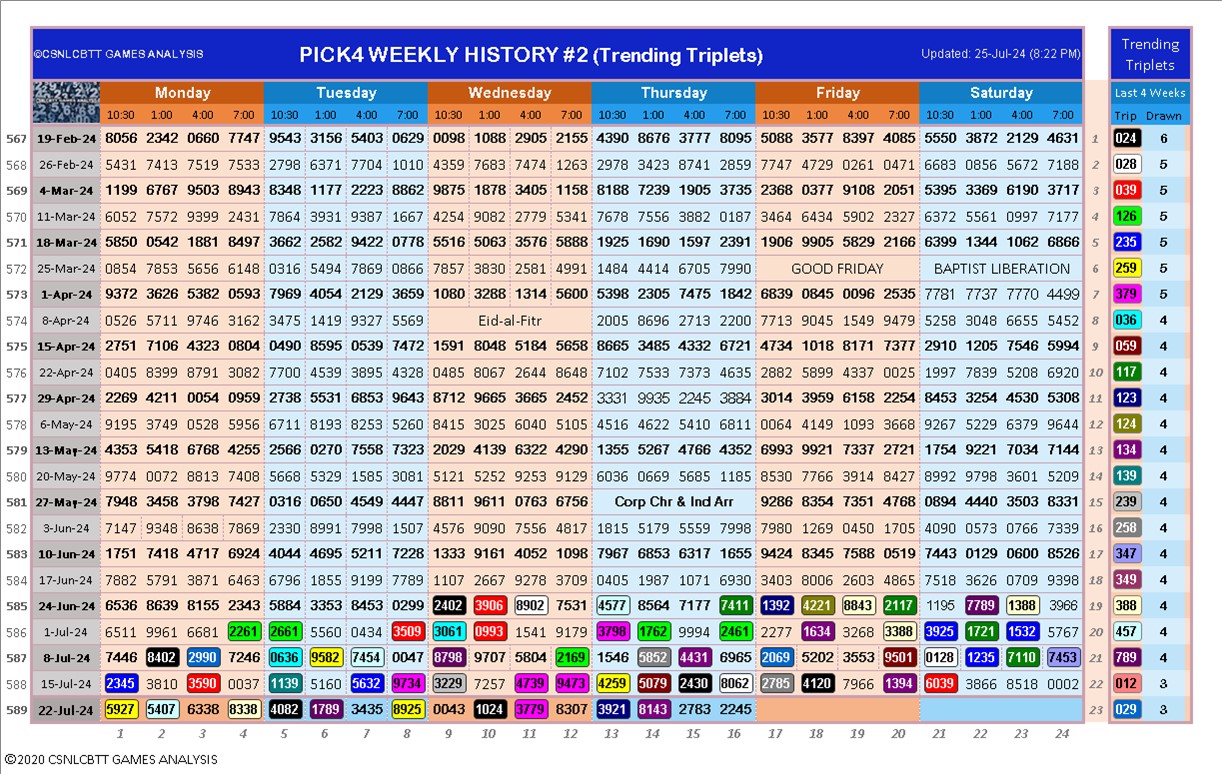 ©CSNLCBTT GAMES ANALYSIS PICK4 WEEKLY HISTORY #2 (Trending Triplets) Updated: 25-Jul-24 (8:22 PM) Trending Triplets
Monday Tuesday Wednesday Thursday Friday Saturday Last 4 Weeks
10:30 1:00 4:00 7:00 10:30 1:00 4:00 7:00 10:30 1:00 4:00 7:00 10:30 1:00 4:00 7:00 10:30 1:00 4:00 7:00 10:30 1:00 4:00 7:00 Trip Drawn
567 19-Feb-24 8056 2342 0660 7747 9543 3156 5403 0629 0098 1088 2905 2155 4390 8676 3777 8095 5088 3577 8397 4085 5550 3872 2129 4631 1 024 6
568 26-Feb-24 5431 7413 7519 7533 2798 6371 7704 1010 4359 7683 7474 1263 2978 3423 8741 2859 7747 4729 0261 0471 6683 0856 5672 7188 2 028 5
569 4-Mar-24 1199 6767 9503 8943 8348 1177 2223 8862 9875 1878 3405 1158 8188 7239 1905 3735 2368 0377 9108 2051 5395 3369 6190 3717 3 039 5
570 11-Mar-24 6052 7572 9399 2431 7864 3931 9387 1667 4254 9082 2779 5341 7678 7556 3882 0187 3464 6434 5902 2327 6372 5561 0997 7177 4 126 5
571 18-Mar-24 5850 0542 1881 8497 3662 2582 9422 0778 5516 5063 3576 5888 1925 1690 1597 2391 1906 9905 5829 2166 6399 1344 1062 6866 5 235 5
572 25-Mar-24 0854 7853 5656 6148 0316 5494 7869 0866 7857 3830 2581 4991 1484 4414 6705 7990 GOOD FRIDAY BAPTIST LIBERATION 6 259 5
573 1-Apr-24 9372 3626 5382 0593 7969 4054 2129 3659 1080 3288 1314 5600 5398 2305 7475 1842 6839 0845 0096 2535 7781 7737 7770 4499 7 379 5
574 8-Apr-24 0526 5711 9746 3162 3475 1419 9327 5569 Eid-al-Fitr 2005 8696 2713 2200 7713 9045 1549 9479 5258 3048 6655 5452 8 036 4
575 15-Apr-24 2751 7106 4323 0804 0490 8595 0539 7472 1591 8048 5184 5658 8665 3485 4332 6721 4734 1018 8171 7377 2910 1205 7546 5994 9 059 4
576 22-Apr-24 0405 8399 8791 3082 7700 4539 3895 4328 0485 8067 2644 8648 7102 7533 7373 4635 2882 5899 4337 0025 1997 7839 5208 6920 10 117 4
577 29-Apr-24 2269 4211 0054 0959 2738 5531 6853 9643 8712 9665 3665 2452 3331 9935 2245 3884 3014 3959 6158 2254 8453 3254 4530 5308 11 123 4
578 6-May-24 9195 3749 0528 5956 6711 8193 8253 5260 8415 3025 6040 5105 4516 4622 5410 6811 0064 4149 1093 3668 9267 5229 6379 9644 12 124 4
579 13-May-24 4353 5418 6768 4255 2566 0270 7558 7323 2029 4139 6322 4290 1355 5267 4766 4352 6993 9921 7337 2721 1754 9221 7034 7144 13 134 4
580 20-May-24 9774 0072 8813 7408 5668 5329 1585 3081 3121 5252 9253 9129 6036 0669 5685 1185 8530 7766 3914 8427 8992 9798 3601 5209 14 139 4
581 27-May-24 7948 3458 3798 7427 0316 0650 4549 4447 8811 9611 0763 6756 Corp Chr & Ind Arr 9286 8354 7351 4768 0894 4440 3503 8331 15 239 4
582 3-Jun-24 7147 9348 8638 7869 2330 8991 7998 1507 4576 9090 7556 4817 1815 5179 5559 7998 7980 1269 0450 1705 4090 0573 0766 7339 16 258 4
583 10-Jun-24 1751 7418 4717 6924 4044 4695 5211 7228 1333 9161 4052 1098 7967 6853 6317 1655 9424 8345 7588 0519 7443 0129 0600 8526 17 347 4
584 17-Jun-24 7882 5791 3871 6463 6796 1855 9199 7789 1107 2667 9278 3709 0405 1987 1071 6930 3403 8006 2603 4865 7518 3626 0709 9398 18 349 4
585 24-Jun-24 6536 8639 8155 2343 5884 3353 8453 0299 2402 3906 8902 7531 4577 8564 7177 7411 1392 4221 8843 2117 1195 7789 1388 3966 19 388 4
586 1-Jul-24 6511 9961 6681 2261 2661 5560 0434 3509 3061 0993 1541 9179 3798 1762 9994 2461 2277 1634 3268 3388 3925 1721 1532 5767 20 457 4
587 8-Jul-24 7446 8402 2990 7246 0636 9582 7454 0047 8798 9707 5804 2169 1546 5852 4431 6965 2069 5202 3553 9501 0128 1235 7110 7453 21 789 4
588 15-Jul-24 2345 3810 3590 0037 1139 5160 5632 9734 3229 7257 4739 9473 4259 5079 2430 8062 2785 4120 7966 1394 6039 3866 8518 0002 22 012 3
589 22-Jul-24 5927 5407 6338 8338 4082 1789 3435 8925 0043 1024 3779 8307 3921 8143 2783 2245 23 029 3
1 2 3 4 5 6 7 8 9 10 11 12 13 14 15 16 17 18 19 20 21 22 23 24
©2020 CSNLCBTT GAMES ANALYSIS